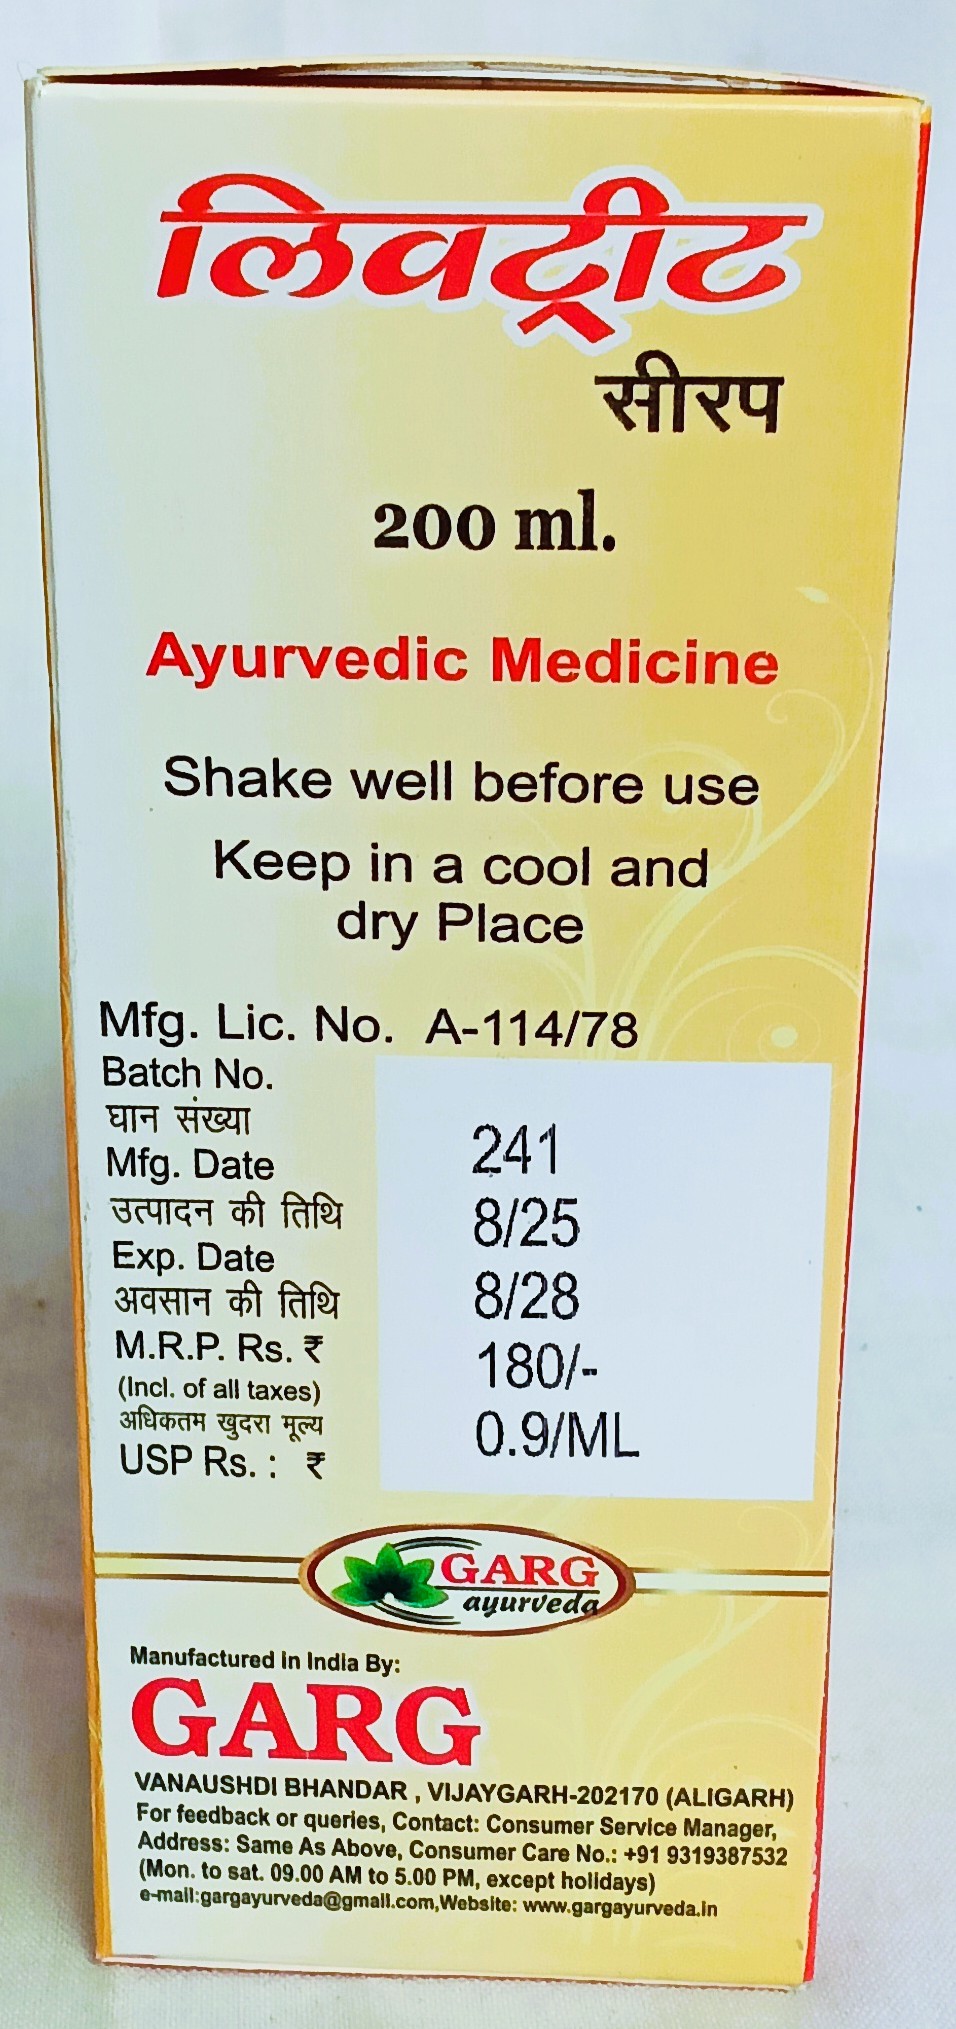 लिवट्रीट
सीरप
200 ml.
Ayurvedic Medicine
Shake well before use
Keep in a cool and
dry Place
Mfg. Lic. No. A-114/78
Batch No.
घान संख्या
241
Mfg. Date
उत्पादन की तिथि
8/25
Exp. Date
अवसान की तिथि
8/28
M.R.P. Rs. ₹
(Incl. of all taxes)
अधिकतम खुदरा मूल्य
180/-
USP Rs. : ₹
0.9/ML
GARG
ayurveda
Manufactured in India By:
GARG
VANAUSHDI BHANDAR , VIJAYGARH-202170 (ALIGARH)
For feedback or queries, Contact: Consumer Service Manager,
Address: Same As Above, Consumer Care No.: +91 9319387532
(Mon. to sat. 09.00 AM to 5.00 PM, except holidays)
e-mail:gargayurveda@gmail.com,Website: www.gargayurveda.in